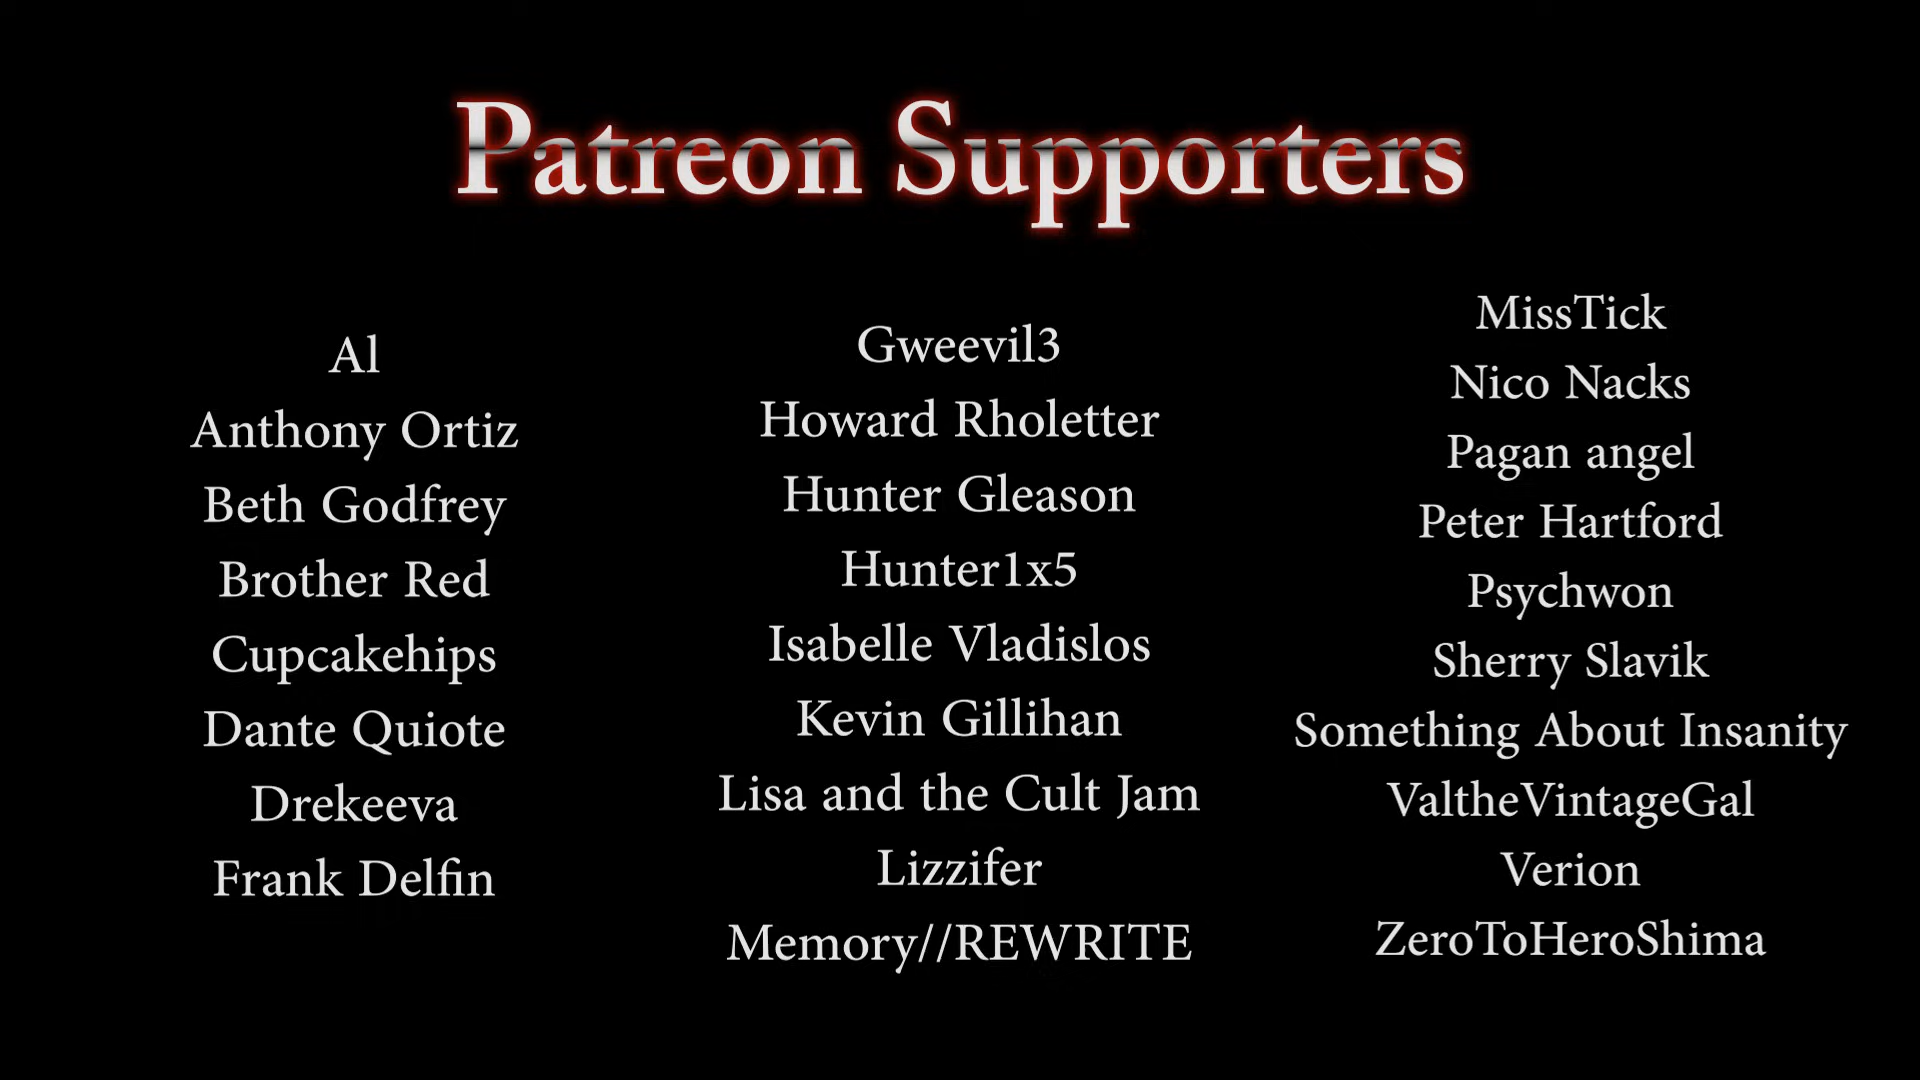 Patreon Supporters
Al
Anthony Ortiz
Beth Godfrey
Brother Red
Cupcakehips
Dante Quiote
Drekeeva
Frank Delfin
Gweevil3
Howard Rholetter
Hunter Gleason
Hunter1x5
Isabelle Vladislos
Kevin Gillihan
Lisa and the Cult Jam
Lizzifer
Memory//REWRITE
MissTick
Nico Nacks
Pagan angel
Peter Hartford
Psychwon
Sherry Slavik
Something About Insanity
ValtheVintageGal
Verion
ZeroToHeroShima